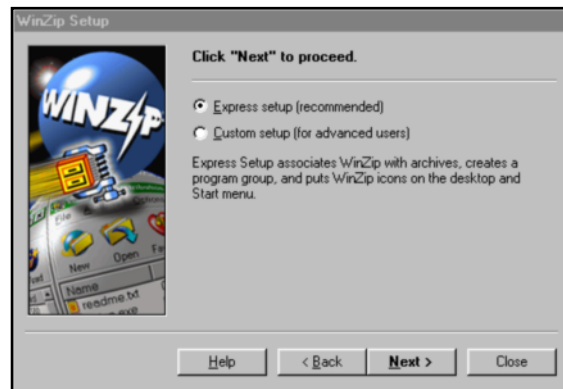 WinZip Setup
WINZIP
File
Options
New
Open
Name
readme.txt
Click "Next" to proceed.
Express setup (recommended)
Custom setup (for advanced users)
Express Setup associates WinZip with archives, creates a
program group, and puts WinZip icons on the desktop and
Start menu.
Help
< Back
Next >
Close